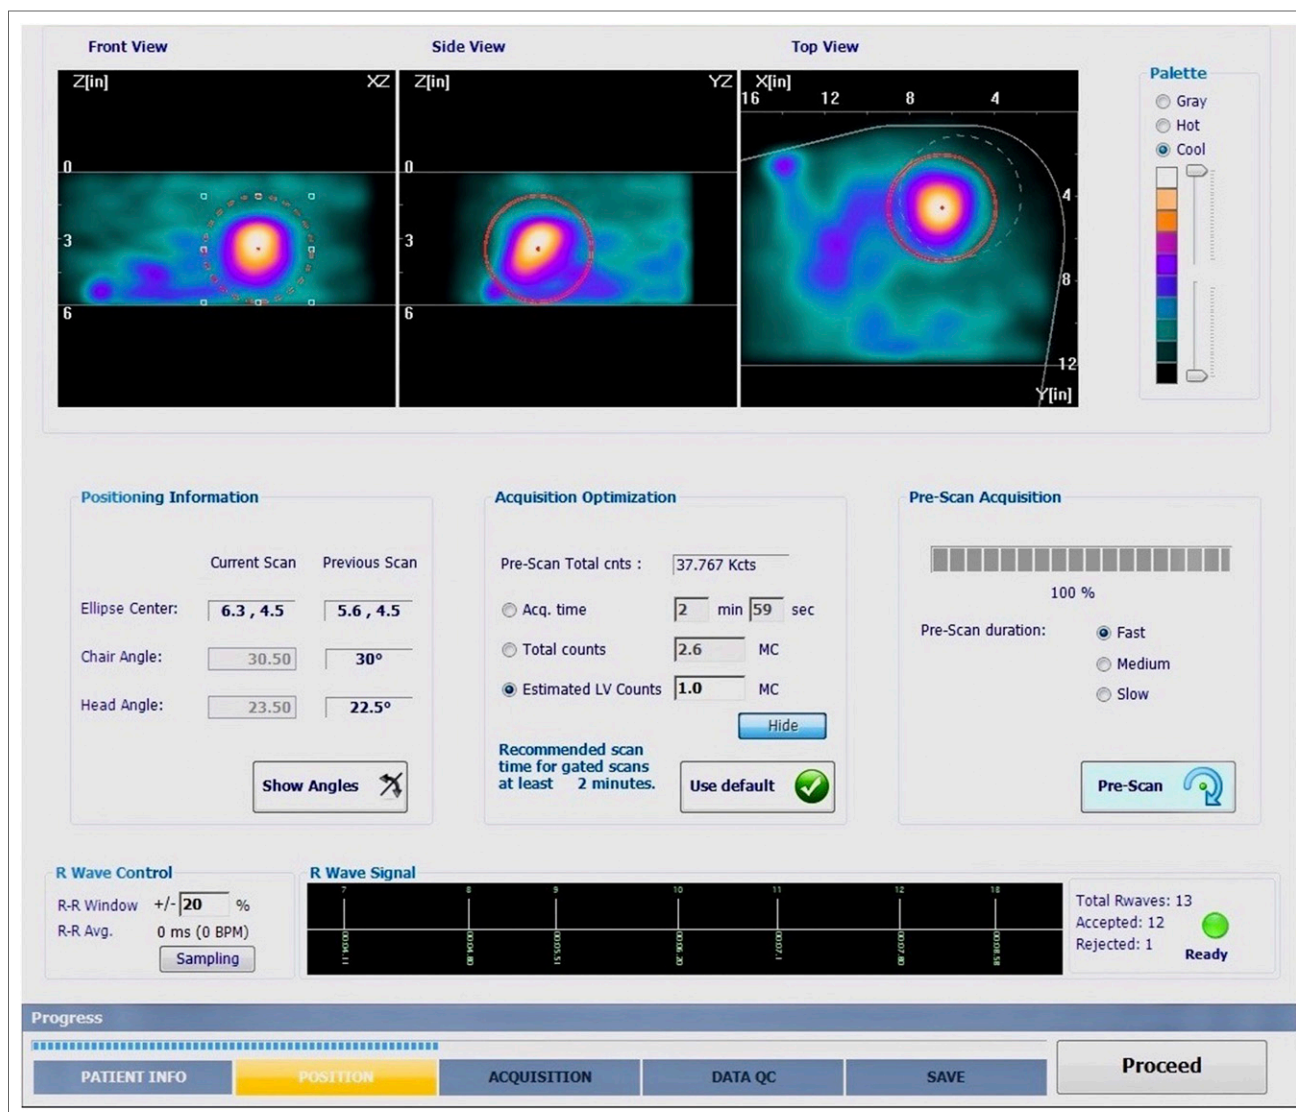 Front View
Side View
Top View
Palette
Z[in] XZ
Z[in] YZ
X[in]
16 12 8 4
Gray
Hot
Cool
0
0
4
3
3
8
6
6
12
Y[in]
Positioning Information
Current Scan Previous Scan
Ellipse Center: 6.3 , 4.5 5.6 , 4.5
Chair Angle: 30.50 30º
Head Angle: 23.50 22.5º
Show Angles
Acquisition Optimization
Pre-Scan Total cnts : 37.767 Kcts
Acq. time 2 min 59 sec
Total counts 2.6 MC
Estimated LV Counts 1.0 MC
Hide
Recommended scan
time for gated scans
at least 2 minutes.
Use default
Pre-Scan Acquisition
100 %
Pre-Scan duration: Fast
Medium
Slow
Pre-Scan
R Wave Control
R-R Window +/- 20 %
R-R Avg. 0 ms (0 BPM)
Sampling
R Wave Signal
7 8 9 10 11 12 13
Total Rwaves: 13
Accepted: 12
Rejected: 1
Ready
Progress
PATIENT INFO POSITION ACQUISITION DATA QC SAVE
Proceed